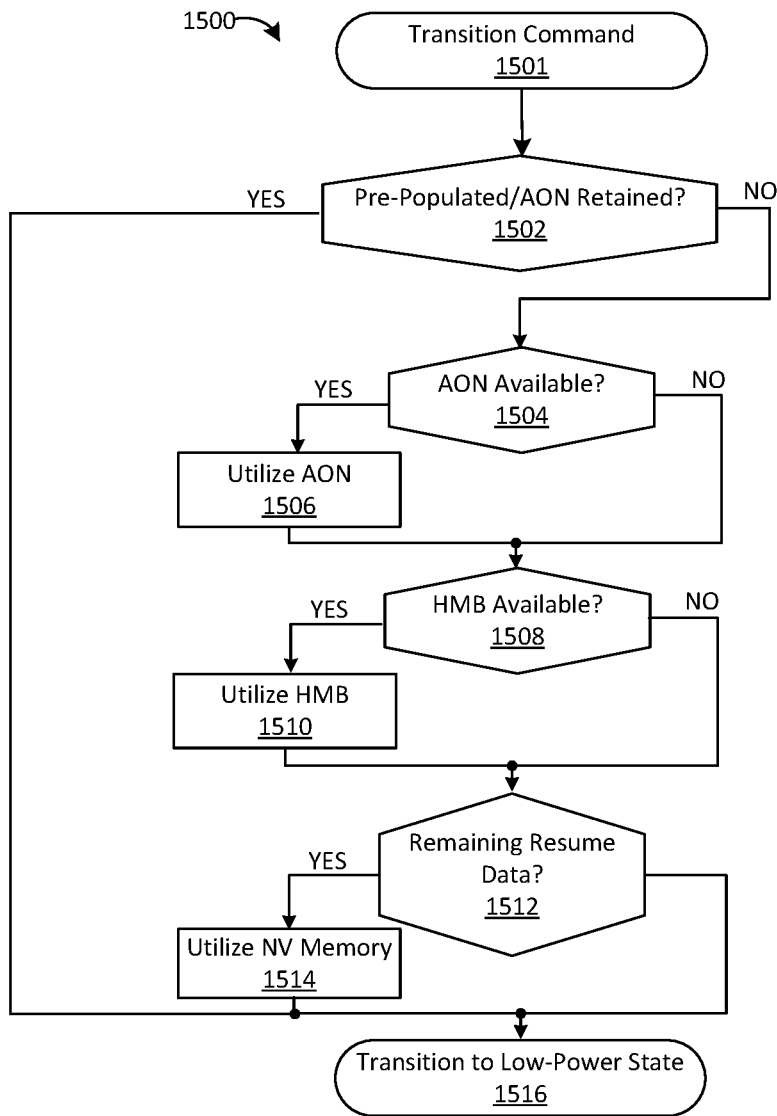 1500
Transition Command
1501
YES
Pre-Populated/AON Retained?
NO
1502
AON Available?
YES
NO
1504
Utilize AON
1506
HMB Available?
YES
NO
1508
Utilize HMB
1510
Remaining Resume
YES
Data?
1512
Utilize NV Memory
1514
Transition to Low-Power State
1516